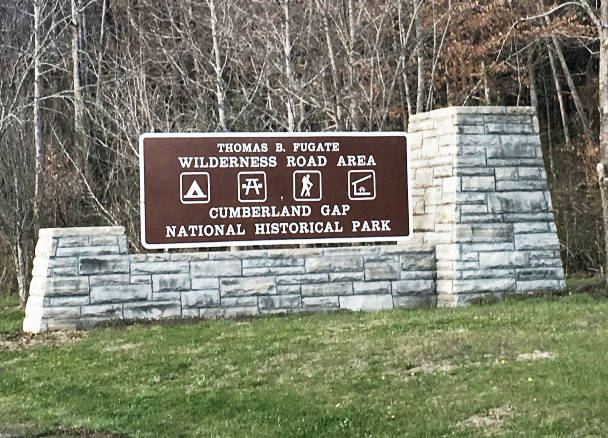 THOMAS B. FUGATE
WILDERNESS ROAD AREA
CUMBERLAND GAP
NATIONAL HISTORICAL PARK